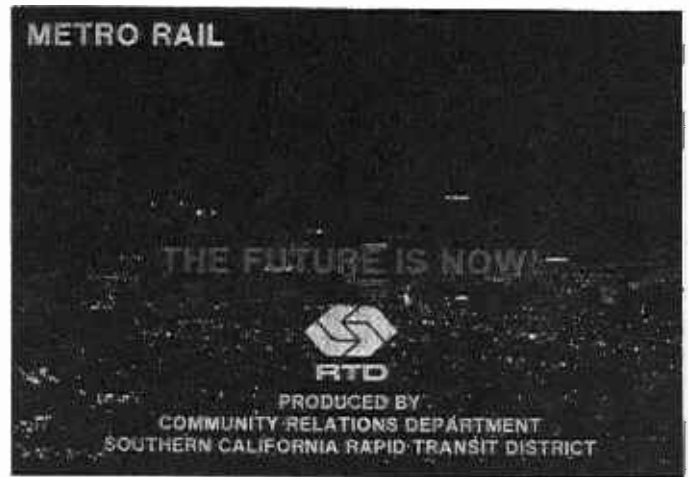 METRO RAIL
THE FUTURE IS NOW!
RTD
PRODUCED BY
COMMUNITY RELATIONS DEPARTMENT
SOUTHERN CALIFORNIA RAPID TRANSIT DISTRICT